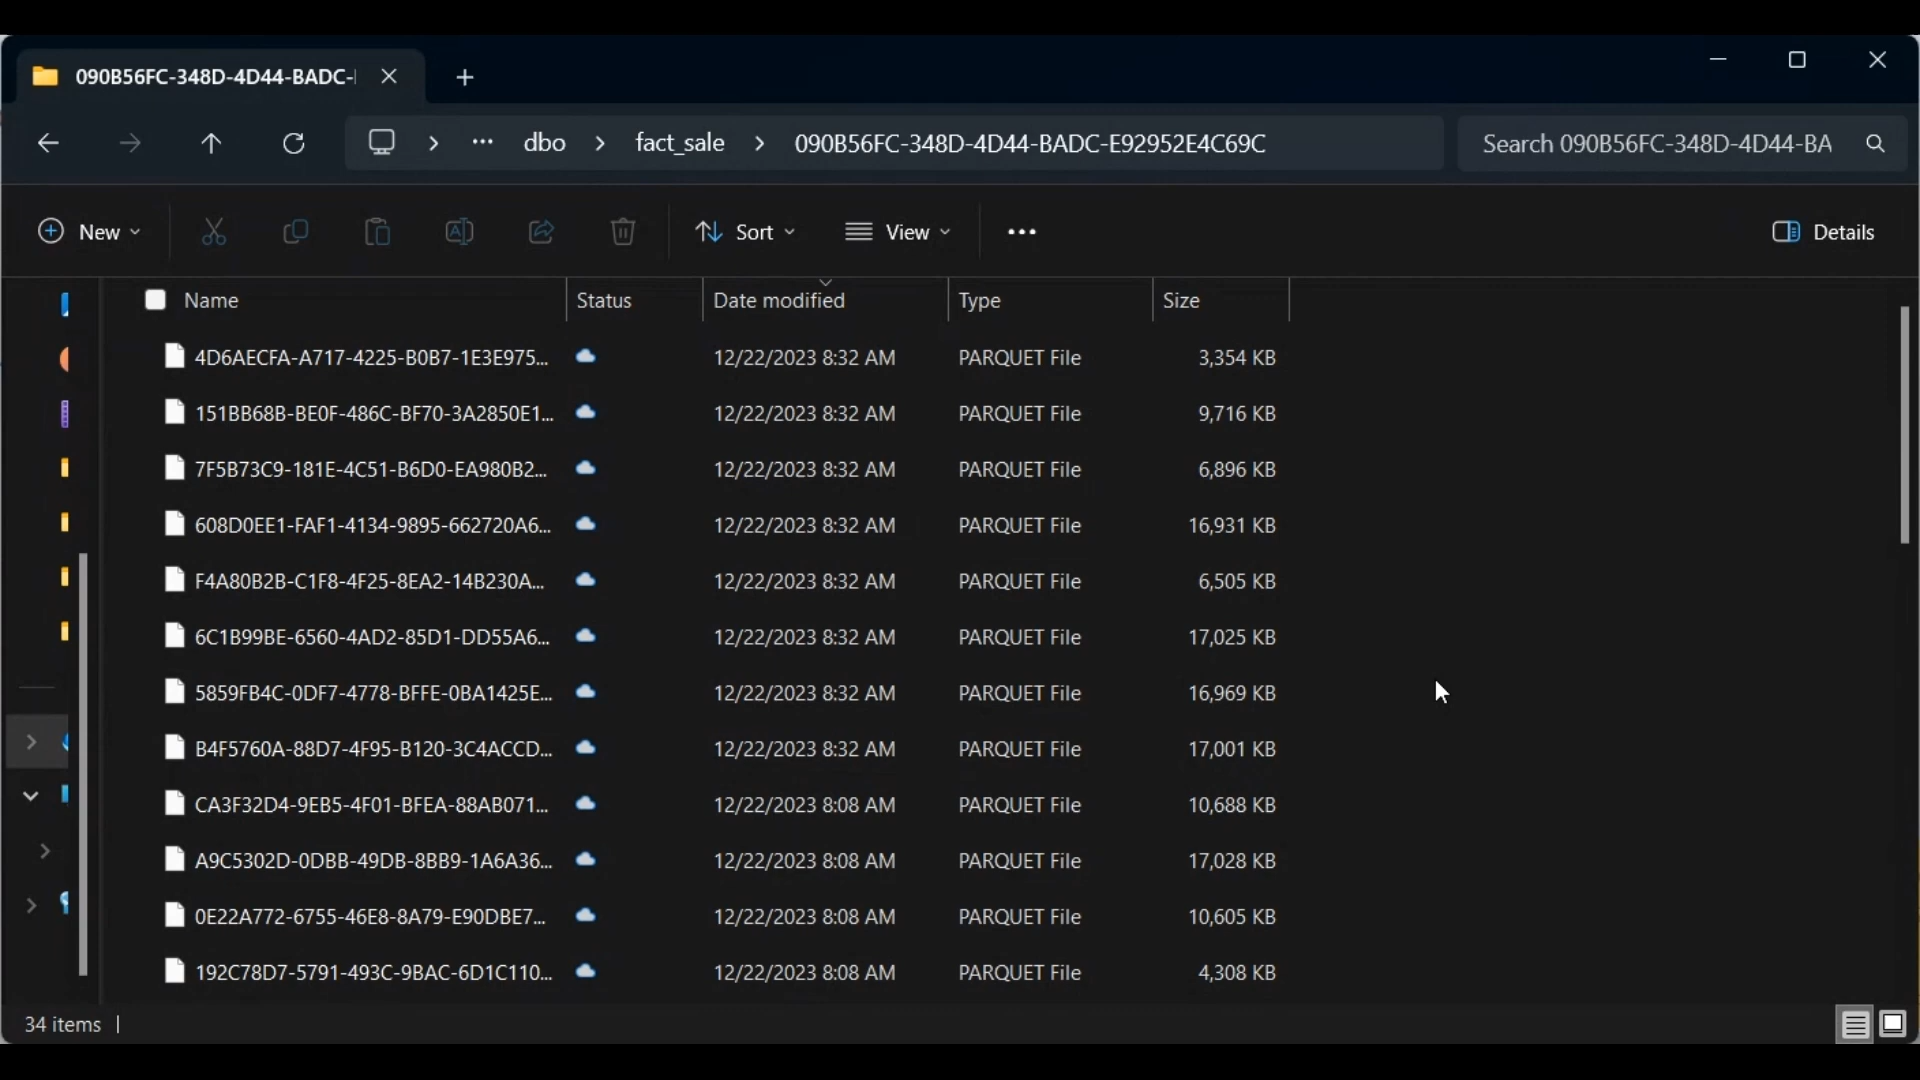 090B56FC-348D-4D44-BADC-
dbo > fact_sale > 090B56FC-348D-4D44-BADC-E92952E4C69C
Search 090B56FC-348D-4D44-BA
New Sort View ••• Details
Name Status Date modified Type Size
4D6AECFA-A717-4225-B0B7-1E3E975... 12/22/2023 8:32 AM PARQUET File 3,354 KB
151BB68B-BE0F-486C-BF70-3A2850E1... 12/22/2023 8:32 AM PARQUET File 9,716 KB
7F5B73C9-181E-4C51-B6D0-EA980B2... 12/22/2023 8:32 AM PARQUET File 6,896 KB
608D0EE1-FAF1-4134-9895-662720A6... 12/22/2023 8:32 AM PARQUET File 16,931 KB
F4A80B2B-C1F8-4F25-8EA2-14B230A... 12/22/2023 8:32 AM PARQUET File 6,505 KB
6C1B99BE-6560-4AD2-85D1-DD55A6... 12/22/2023 8:32 AM PARQUET File 17,025 KB
5859FB4C-0DF7-4778-BFFE-0BA1425E... 12/22/2023 8:32 AM PARQUET File 16,969 KB
B4F5760A-88D7-4F95-B120-3C4ACCD... 12/22/2023 8:32 AM PARQUET File 17,001 KB
CA3F32D4-9EB5-4F01-BFEA-88AB071... 12/22/2023 8:08 AM PARQUET File 10,688 KB
A9C5302D-0DBB-49DB-8BB9-1A6A36... 12/22/2023 8:08 AM PARQUET File 17,028 KB
0E22A772-6755-46E8-8A79-E90DBE7... 12/22/2023 8:08 AM PARQUET File 10,605 KB
192C78D7-5791-493C-9BAC-6D1C110... 12/22/2023 8:08 AM PARQUET File 4,308 KB
34 items